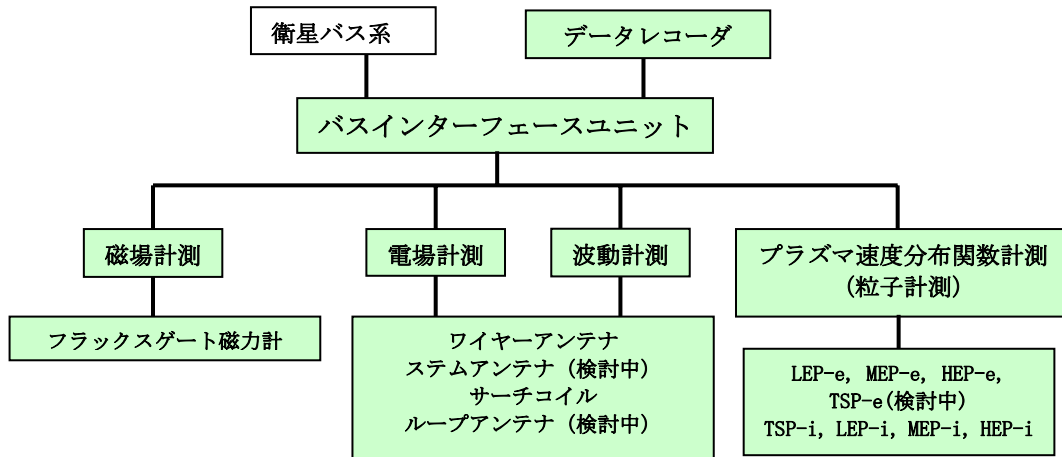 衛星バス系
データレコーダ
バスインターフェースユニット
磁場計測
電場計測
波動計測
プラズマ速度分布関数計測
(粒子計測)
フラックスゲート磁力計
ワイヤーアンテナ
ステムアンテナ (検討中)
サーチコイル
ループアンテナ (検討中)
LEP-e, MEP-e, HEP-e,
TSP-e(検討中)
TSP-i, LEP-i, MEP-i, HEP-i